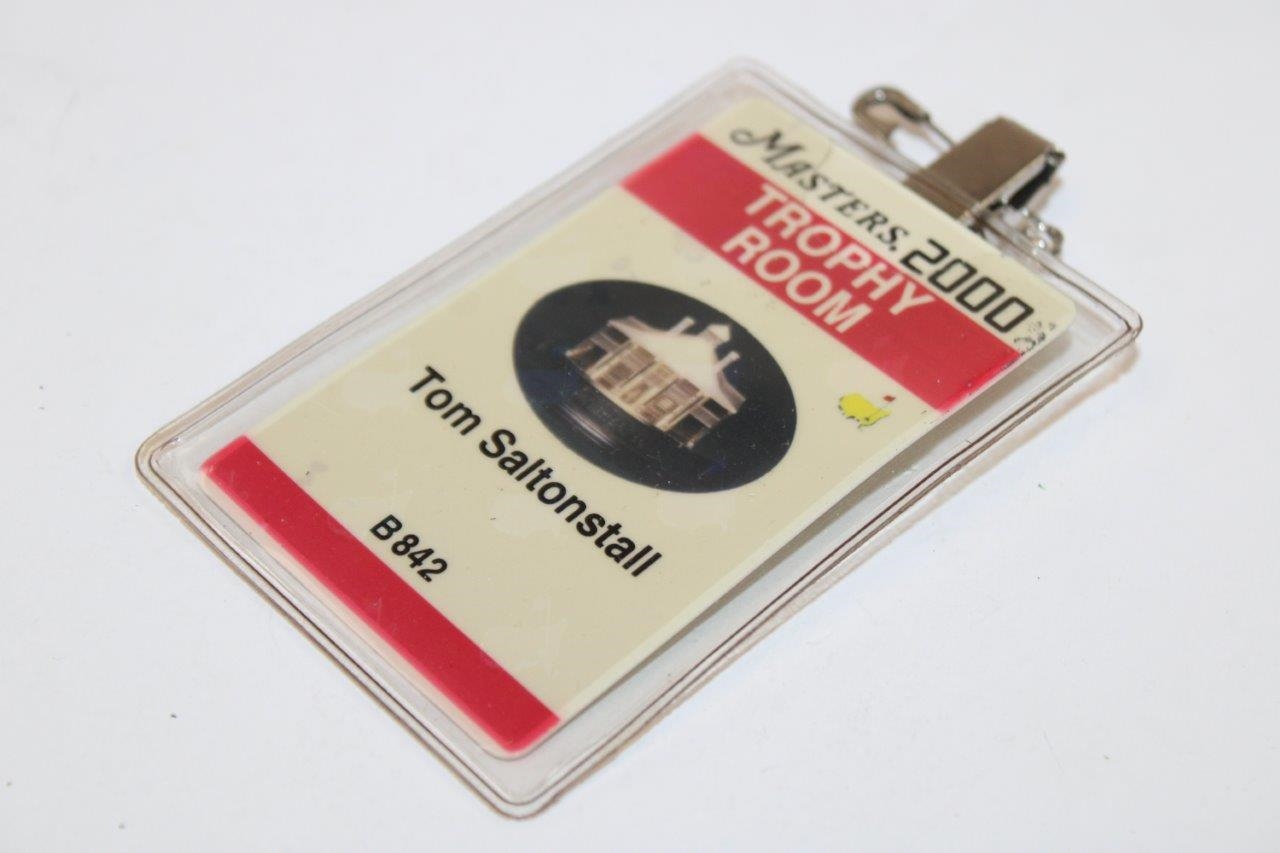 Masters. 2000
TROPHY
ROOM
Tom Saltonstall
B 842